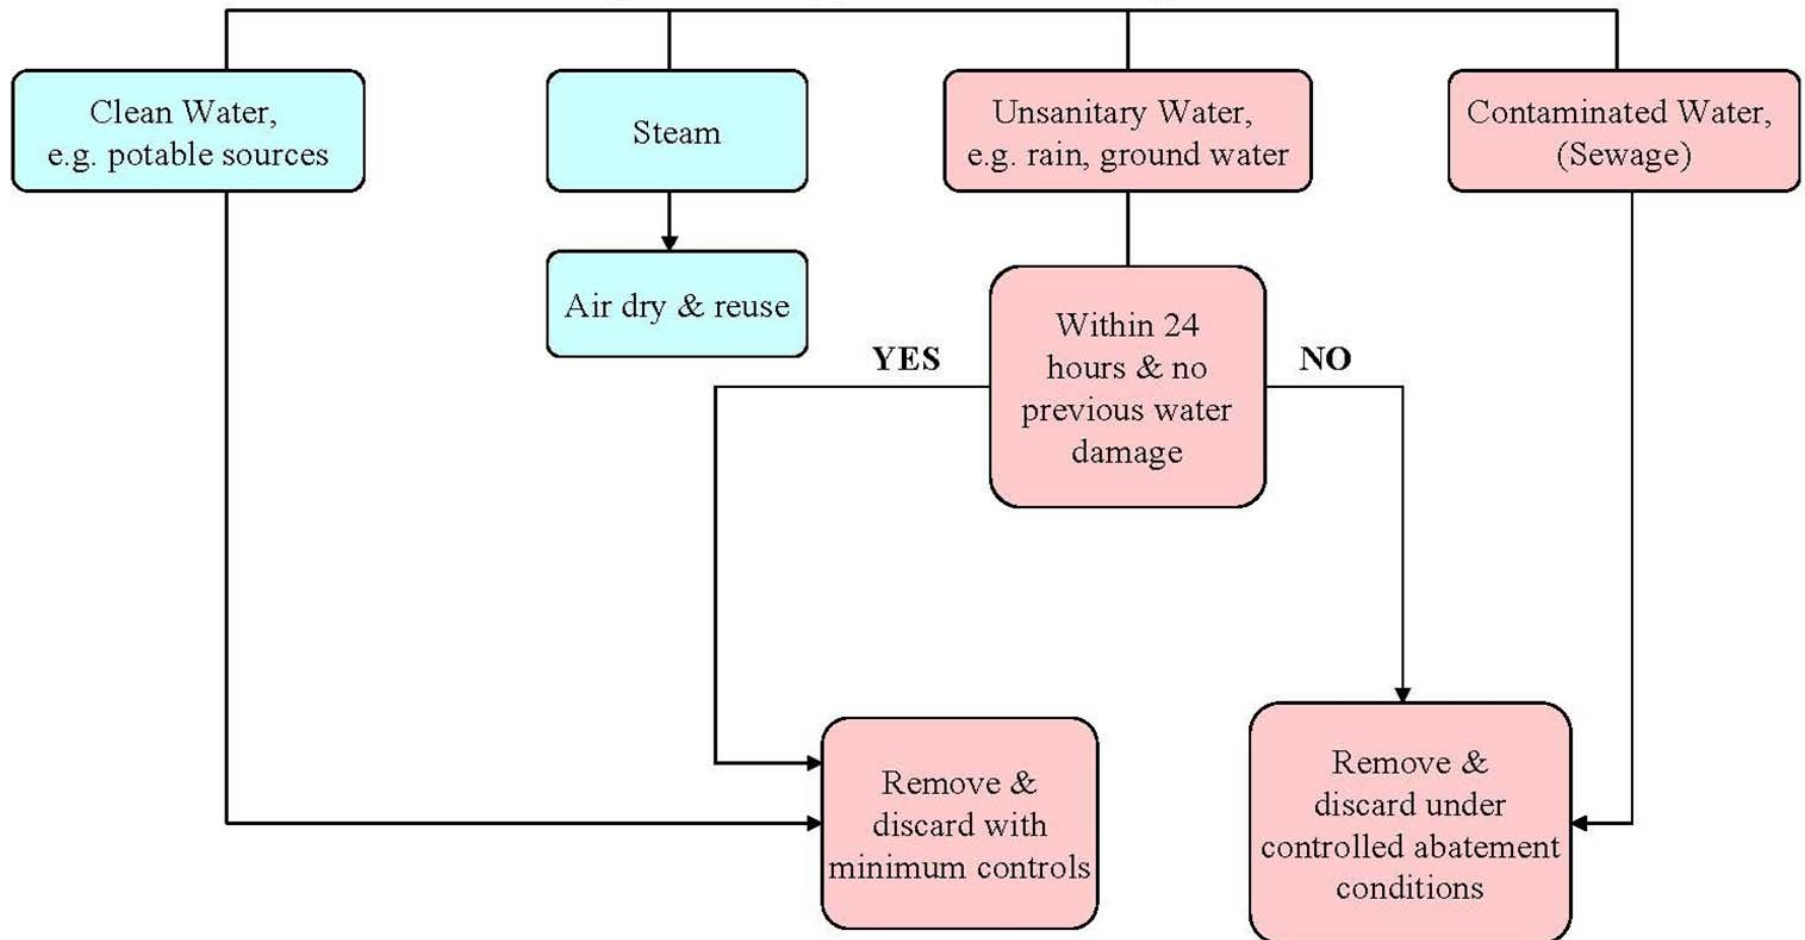 Clean Water,
e.g. potable sources
Steam
Unsanitary Water,
e.g. rain, ground water
Contaminated Water,
(Sewage)
Air dry & reuse
Within 24
hours & no
previous water
damage
YES
NO
Remove &
discard with
minimum controls
Remove &
discard under
controlled abatement
conditions